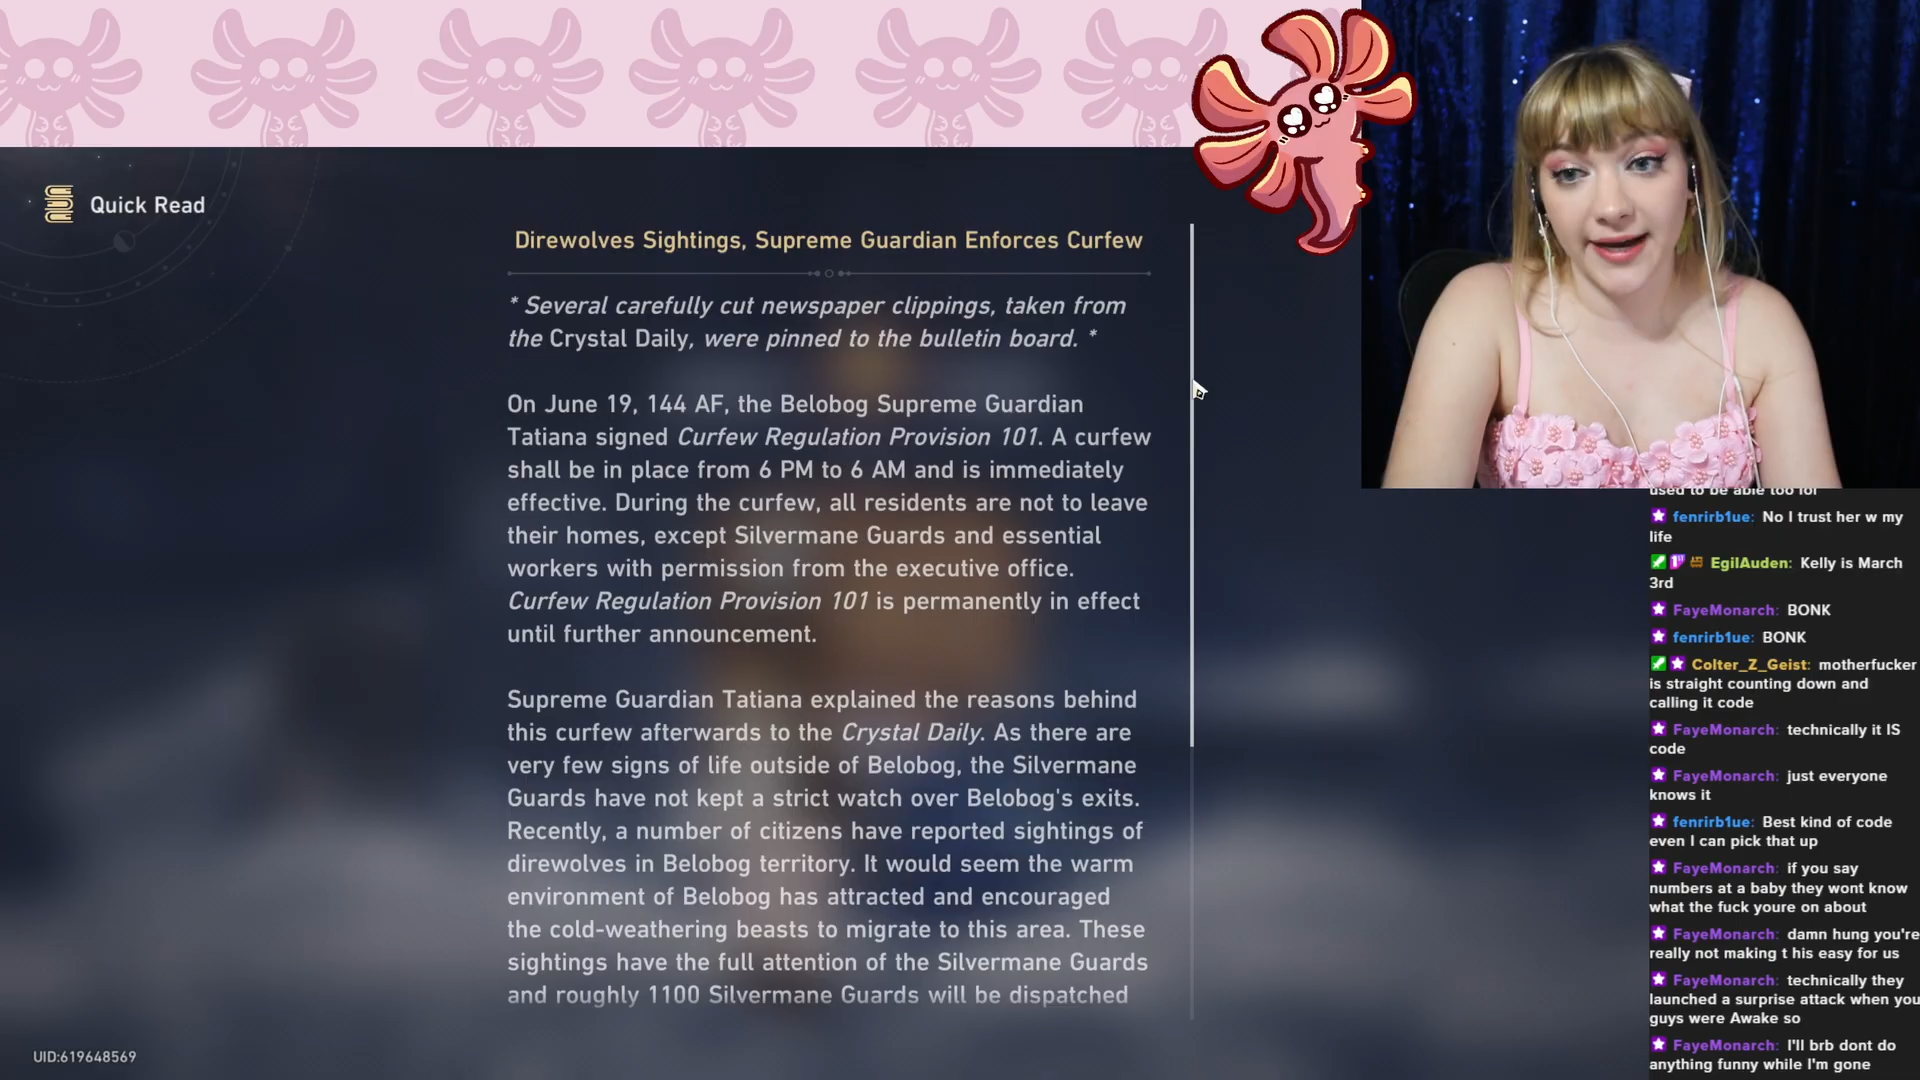 Quick Read
Direwolves Sightings, Supreme Guardian Enforces Curfew
* Several carefully cut newspaper clippings, taken from
the Crystal Daily, were pinned to the bulletin board. *
On June 19, 144 AF, the Belobog Supreme Guardian
Tatiana signed Curfew Regulation Provision 101. A curfew
shall be in place from 6 PM to 6 AM and is immediately
effective. During the curfew, all residents are not to leave
their homes, except Silvermane Guards and essential
workers with permission from the executive office.
Curfew Regulation Provision 101 is permanently in effect
until further announcement.
Supreme Guardian Tatiana explained the reasons behind
this curfew afterwards to the Crystal Daily. As there are
very few signs of life outside of Belobog, the Silvermane
Guards have not kept a strict watch over Belobog's exits.
Recently, a number of citizens have reported sightings of
direwolves in Belobog territory. It would seem the warm
environment of Belobog has attracted and encouraged
the cold-weathering beasts to migrate to this area. These
sightings have the full attention of the Silvermane Guards
and roughly 1100 Silvermane Guards will be dispatched
UID:619648569
used to be able too lol
fenrirb1ue: No I trust her w my
life
EgilAuden: Kelly is March
3rd
FayeMonarch: BONK
fenrirb1ue: BONK
Colter_Z_Geist: motherfucker
is straight counting down and
calling it code
FayeMonarch: technically it IS
code
FayeMonarch: just everyone
knows it
fenrirb1ue: Best kind of code
even I can pick that up
FayeMonarch: if you say
numbers at a baby they wont know
what the fuck youre on about
FayeMonarch: damn hung you're
really not making t his easy for us
FayeMonarch: technically they
launched a surprise attack when you
guys were Awake so
FayeMonarch: I'll brb dont do
anything funny while I'm gone